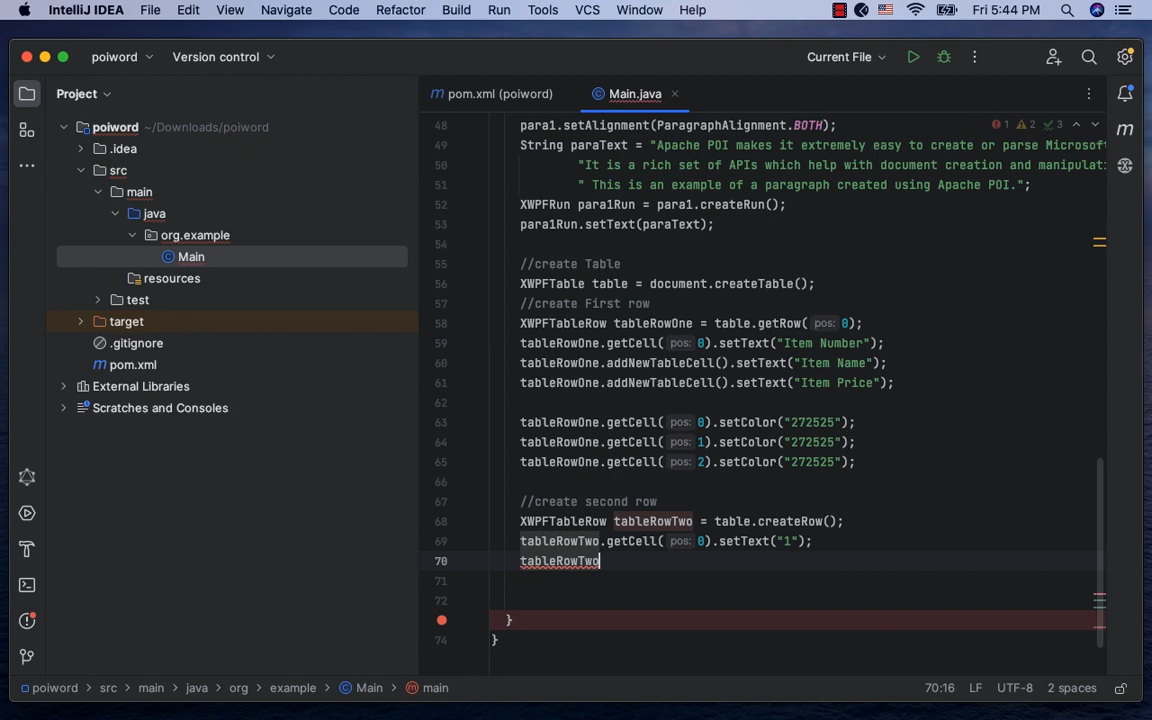 IntelliJ IDEA File Edit View Navigate Code Refactor Build Run Tools VCS Window Help Fri 5:44 PM
poiword Version control Current File
Project
pom.xml (poiword) Main.java
poiword ~/Downloads/poiword
.idea
src
main
java
org.example
Main
resources
test
target
.gitignore
pom.xml
External Libraries
Scratches and Consoles
1 2 3
48 para1.setAlignment(ParagraphAlignment.BOTH);
49 String paraText = "Apache POI makes it extremely easy to create or parse Microsoft
50 "It is a rich set of APIs which help with document creation and manipulati
51 " This is an example of a paragraph created using Apache POI.";
52 XWPFRun para1Run = para1.createRun();
53 para1Run.setText(paraText);
54
55 //create Table
56 XWPFTable table = document.createTable();
57 //create First row
58 XWPFTableRow tableRowOne = table.getRow( pos: 0);
59 tableRowOne.getCell( pos: 0).setText("Item Number");
60 tableRowOne.addNewTableCell().setText("Item Name");
61 tableRowOne.addNewTableCell().setText("Item Price");
62
63 tableRowOne.getCell( pos: 0).setColor("272525");
64 tableRowOne.getCell( pos: 1).setColor("272525");
65 tableRowOne.getCell( pos: 2).setColor("272525");
66
67 //create second row
68 XWPFTableRow tableRowTwo = table.createRow();
69 tableRowTwo.getCell( pos: 0).setText("1");
70 tableRowTwo
71
72
}
74 }
poiword src main java org example Main main 70:16 LF UTF-8 2 spaces